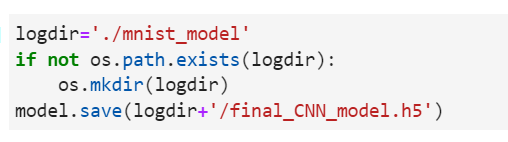 logdir='./mnist_model'
if not os.path.exists(logdir):
    os.mkdir(logdir)
model.save(logdir+'/final_CNN_model.h5')